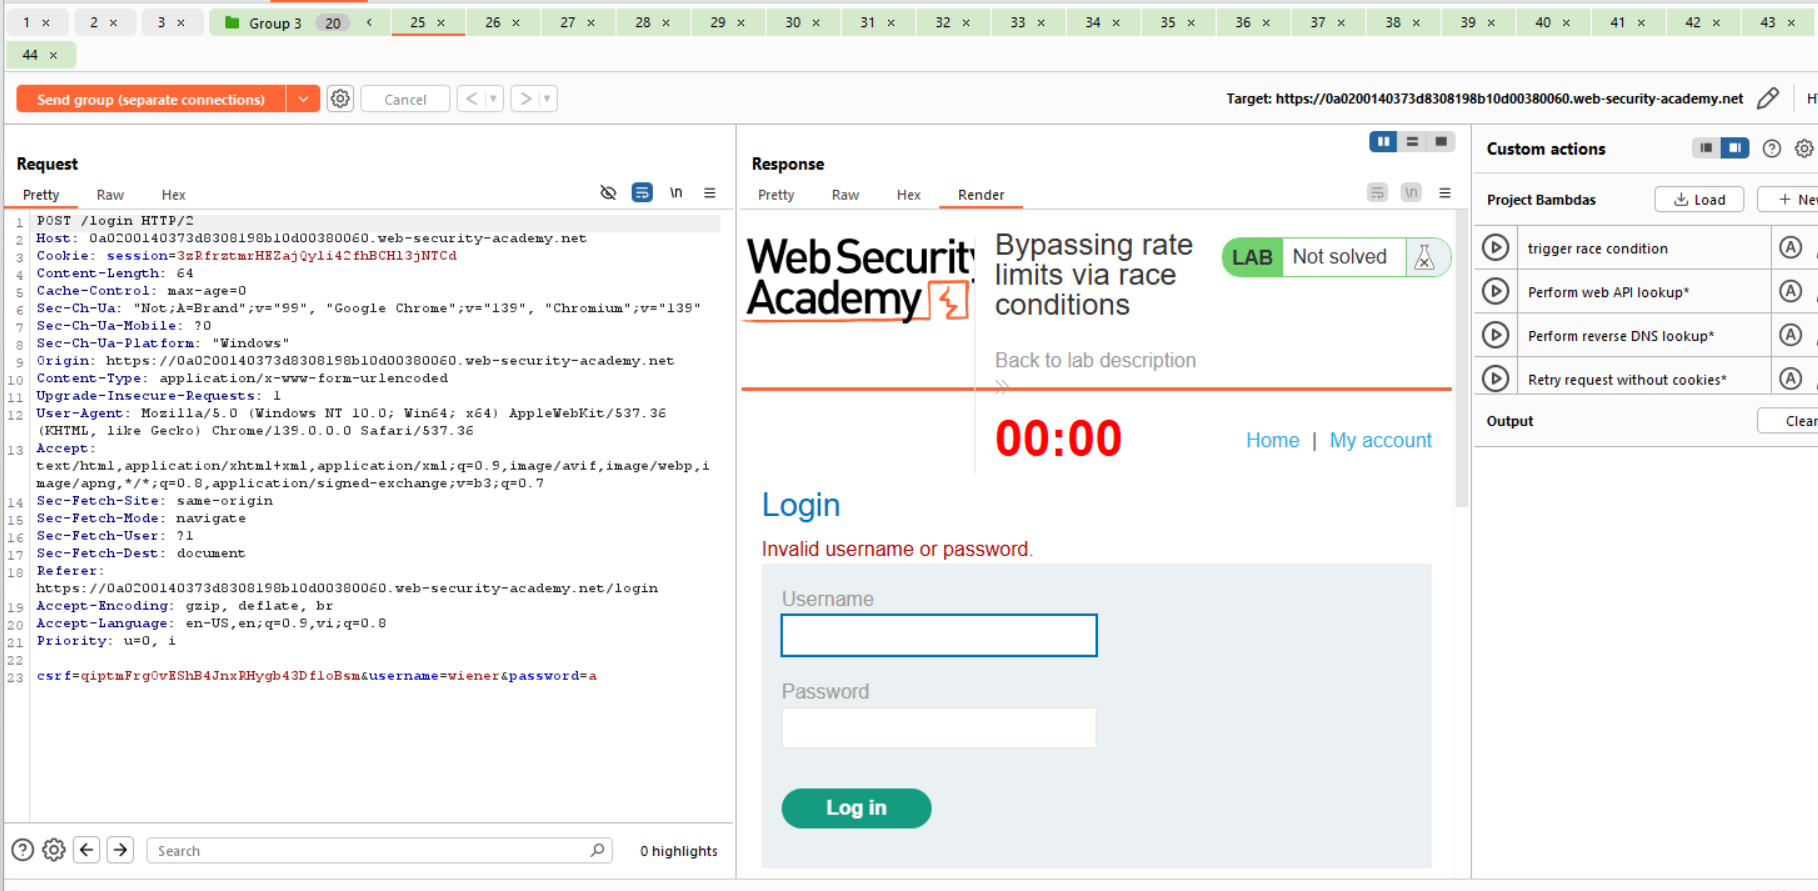 1 × 2 × 3 × Group 3 20 < 25 × 26 × 27 × 28 × 29 × 30 × 31 × 32 × 33 × 34 × 35 × 36 × 37 × 38 × 39 × 40 × 41 × 42 × 43 ×
44 ×
Send group (separate connections) Cancel < >
Target: https://0a0200140373d8308198b10d00380060.web-security-academy.net
Request
Pretty Raw Hex \n
1 POST /login HTTP/2
2 Host: 0a0200140373d8308198b10d00380060.web-security-academy.net
3 Cookie: session=3zRfrztmrHEZajQyli42fhBCHl3jNTCd
4 Content-Length: 64
5 Cache-Control: max-age=0
6 Sec-Ch-Ua: "Not;A=Brand";v="99", "Google Chrome";v="139", "Chromium";v="139"
7 Sec-Ch-Ua-Mobile: ?0
8 Sec-Ch-Ua-Platform: "Windows"
9 Origin: https://0a0200140373d8308198b10d00380060.web-security-academy.net
10 Content-Type: application/x-www-form-urlencoded
11 Upgrade-Insecure-Requests: 1
12 User-Agent: Mozilla/5.0 (Windows NT 10.0; Win64; x64) AppleWebKit/537.36
(KHTML, like Gecko) Chrome/139.0.0.0 Safari/537.36
13 Accept:
text/html,application/xhtml+xml,application/xml;q=0.9,image/avif,image/webp,i
mage/apng,*/*;q=0.8,application/signed-exchange;v=b3;q=0.7
14 Sec-Fetch-Site: same-origin
15 Sec-Fetch-Mode: navigate
16 Sec-Fetch-User: ?1
17 Sec-Fetch-Dest: document
18 Referer:
https://0a0200140373d8308198b10d00380060.web-security-academy.net/login
19 Accept-Encoding: gzip, deflate, br
20 Accept-Language: en-US,en;q=0.9,vi;q=0.8
21 Priority: u=0, i
22
23 csrf=qiptmFrgOvEShB4JnxRHygb43DfloBsm&username=wiener&password=a
Search
0 highlights
Response
Pretty Raw Hex Render \n
Web Security
Academy
Bypassing rate
limits via race
conditions
LAB Not solved
Back to lab description
»
00:00
Home | My account
Login
Invalid username or password.
Username
Password
Log in
Custom actions
Project Bambdas Load + New
trigger race condition A
Perform web API lookup* A
Perform reverse DNS lookup* A
Retry request without cookies* A
Output Clear